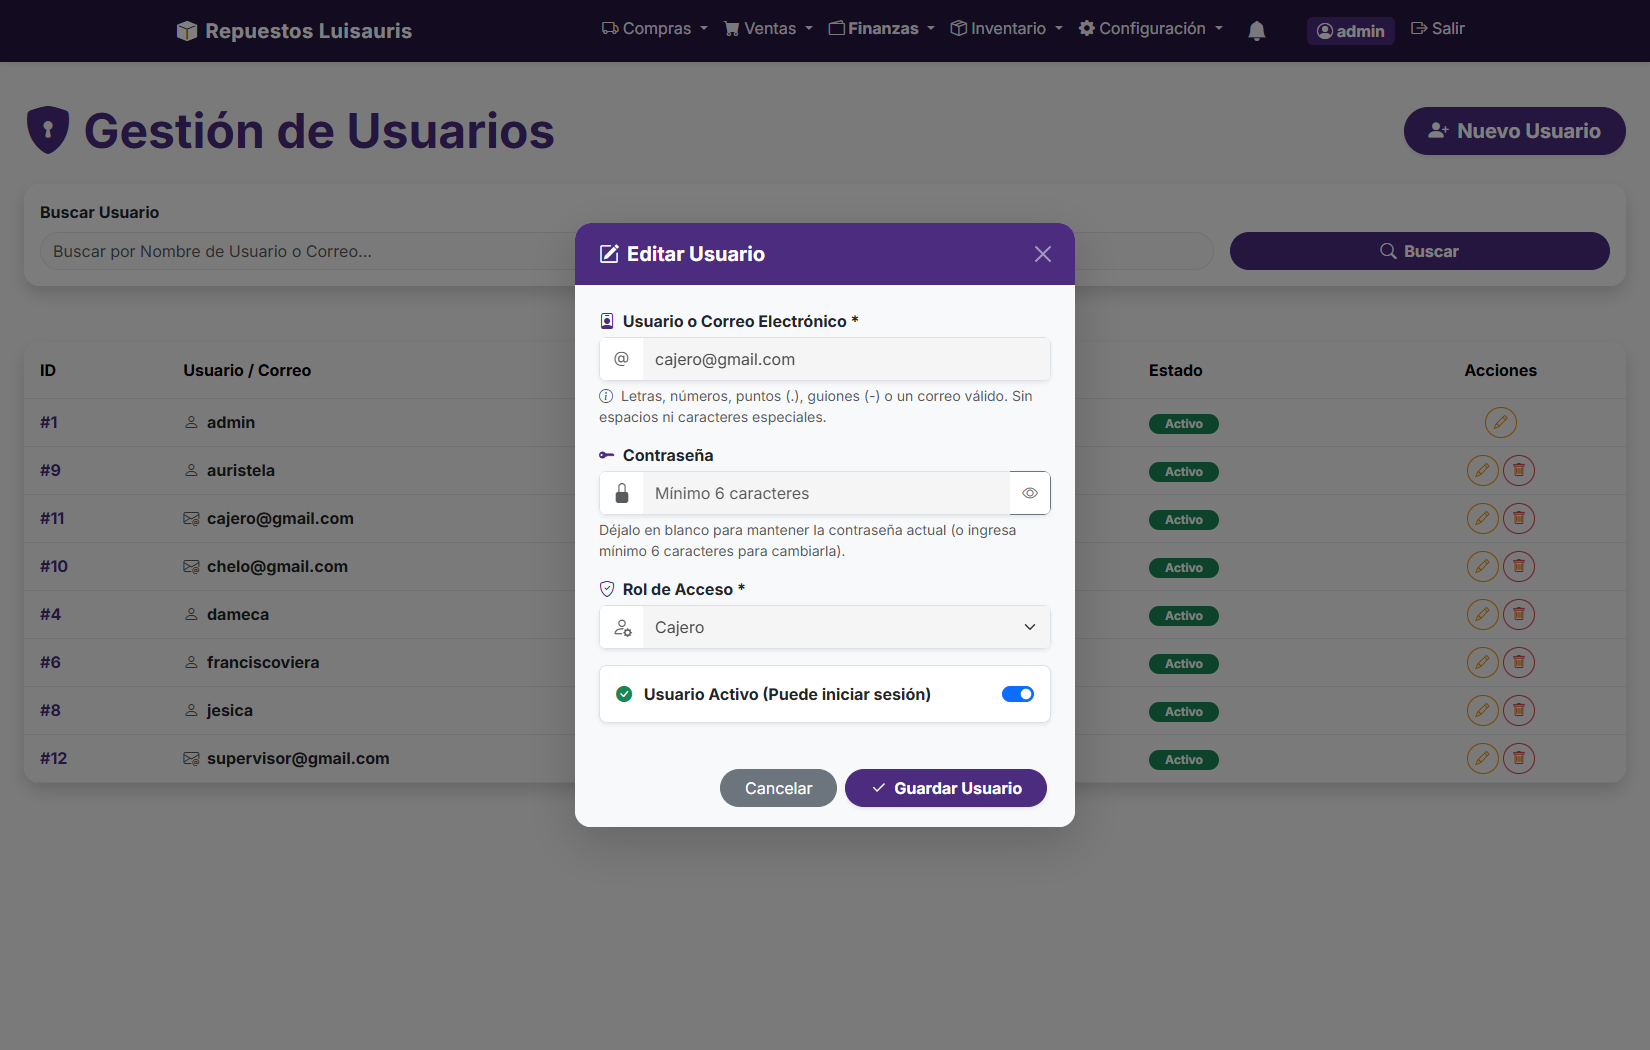 Repuestos Luisauris
Compras
Ventas
Finanzas
Inventario
Configuración
admin
Salir
Gestión de Usuarios
Nuevo Usuario
Buscar Usuario
Buscar por Nombre de Usuario o Correo...
Buscar
ID
Usuario / Correo
Estado
Acciones
#1
admin
Activo
#9
auristela
Activo
#11
cajero@gmail.com
Activo
#10
chelo@gmail.com
Activo
#4
dameca
Activo
#6
franciscoviera
Activo
#8
jesica
Activo
#12
supervisor@gmail.com
Activo
Editar Usuario
Usuario o Correo Electrónico *
@
cajero@gmail.com
Letras, números, puntos (.), guiones (-) o un correo válido. Sin
espacios ni caracteres especiales.
Contraseña
Mínimo 6 caracteres
Déjalo en blanco para mantener la contraseña actual (o ingresa
mínimo 6 caracteres para cambiarla).
Rol de Acceso *
Cajero
Usuario Activo (Puede iniciar sesión)
Cancelar
Guardar Usuario